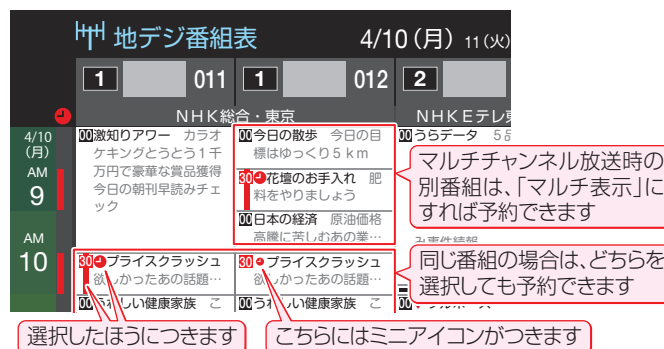 地デジ番組表 4/10(月) 11(火)
1 011 1 012 2
NHK総合・東京 NHKEテレ
4/10
(月)
AM
9
AM
10
00激知りアワー カラオ
ケキングとうとう1千
万円で豪華な賞品獲得
今日の朝刊早読みチェ
ック
00今日の散歩 今日の目
標はゆっくり5km
30花壇のお手入れ 肥
料をやりましょう
00日本の経済 原油価格
高騰に苦しむあの業…
00うらデータ
マルチチャンネル放送時の
別番組は、「マルチ表示」に
すれば予約できます
30プライスクラッシュ
欲しかったあの話題…
00うれしい健康家族 こ
30プライスクラッシュ
欲しかったあの話題…
00うれしい健康家族 こ
同じ番組の場合は、どちらを
選択しても予約できます
選択したほうにつきます
こちらにはミニアイコンがつきます